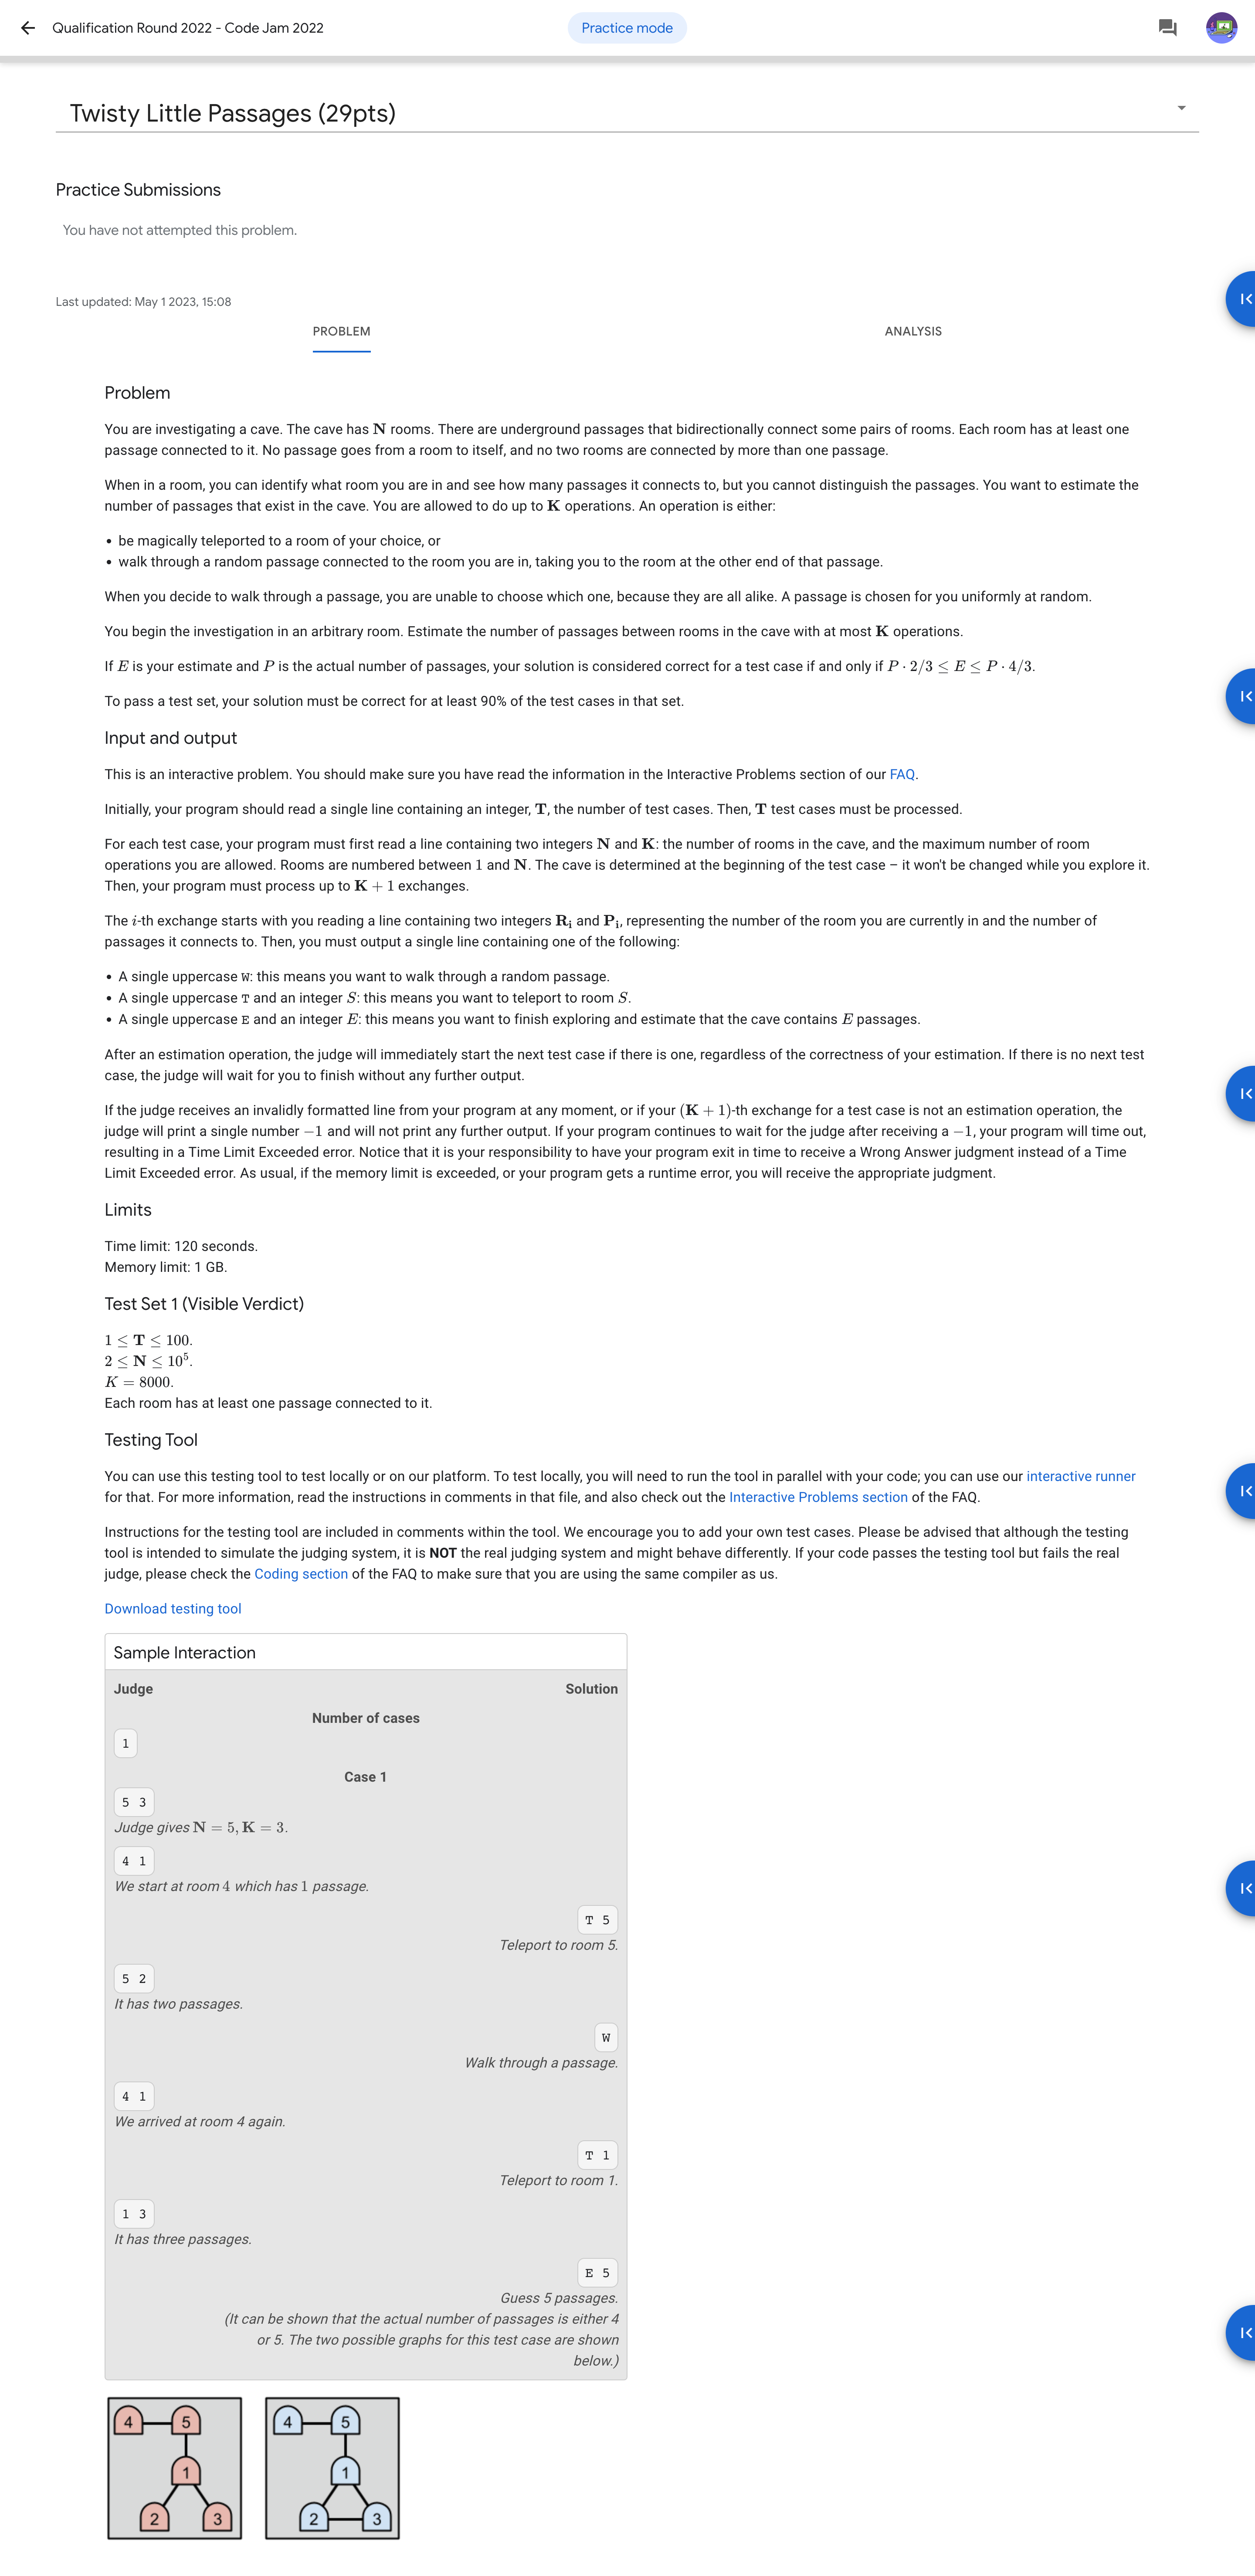 Qualification Round 2022 - Code Jam 2022
Practice mode
Twisty Little Passages (29pts)
Practice Submissions
You have not attempted this problem.
Last updated: May 1 2023, 15:08
PROBLEM
ANALYSIS
Problem
You are investigating a cave. The cave has N rooms. There are underground passages that bidirectionally connect some pairs of rooms. Each room has at least one
passage connected to it. No passage goes from a room to itself, and no two rooms are connected by more than one passage.
When in a room, you can identify what room you are in and see how many passages it connects to, but you cannot distinguish the passages. You want to estimate the
number of passages that exist in the cave. You are allowed to do up to K operations. An operation is either:
• be magically teleported to a room of your choice, or
• walk through a random passage connected to the room you are in, taking you to the room at the other end of that passage.
When you decide to walk through a passage, you are unable to choose which one, because they are all alike. A passage is chosen for you uniformly at random.
You begin the investigation in an arbitrary room. Estimate the number of passages between rooms in the cave with at most K operations.
If E is your estimate and P is the actual number of passages, your solution is considered correct for a test case if and only if P · 2/3 ≤ E ≤ P · 4/3.
To pass a test set, your solution must be correct for at least 90% of the test cases in that set.
Input and output
This is an interactive problem. You should make sure you have read the information in the Interactive Problems section of our FAQ.
Initially, your program should read a single line containing an integer, T, the number of test cases. Then, T test cases must be processed.
For each test case, your program must first read a line containing two integers N and K: the number of rooms in the cave, and the maximum number of room
operations you are allowed. Rooms are numbered between 1 and N. The cave is determined at the beginning of the test case – it won't be changed while you explore it.
Then, your program must process up to K + 1 exchanges.
The i-th exchange starts with you reading a line containing two integers Ri and Pi, representing the number of the room you are currently in and the number of
passages it connects to. Then, you must output a single line containing one of the following:
• A single uppercase W: this means you want to walk through a random passage.
• A single uppercase T and an integer S: this means you want to teleport to room S.
• A single uppercase E and an integer E: this means you want to finish exploring and estimate that the cave contains E passages.
After an estimation operation, the judge will immediately start the next test case if there is one, regardless of the correctness of your estimation. If there is no next test
case, the judge will wait for you to finish without any further output.
If the judge receives an invalidly formatted line from your program at any moment, or if your (K + 1)-th exchange for a test case is not an estimation operation, the
judge will print a single number −1 and will not print any further output. If your program continues to wait for the judge after receiving a −1, your program will time out,
resulting in a Time Limit Exceeded error. Notice that it is your responsibility to have your program exit in time to receive a Wrong Answer judgment instead of a Time
Limit Exceeded error. As usual, if the memory limit is exceeded, or your program gets a runtime error, you will receive the appropriate judgment.
Limits
Time limit: 120 seconds.
Memory limit: 1 GB.
Test Set 1 (Visible Verdict)
1 ≤ T ≤ 100.
2 ≤ N ≤ 10⁵.
K = 8000.
Each room has at least one passage connected to it.
Testing Tool
You can use this testing tool to test locally or on our platform. To test locally, you will need to run the tool in parallel with your code; you can use our interactive runner
for that. For more information, read the instructions in comments in that file, and also check out the Interactive Problems section of the FAQ.
Instructions for the testing tool are included in comments within the tool. We encourage you to add your own test cases. Please be advised that although the testing
tool is intended to simulate the judging system, it is NOT the real judging system and might behave differently. If your code passes the testing tool but fails the real
judge, please check the Coding section of the FAQ to make sure that you are using the same compiler as us.
Download testing tool
Sample Interaction
Judge Solution
Number of cases
1
Case 1
5 3
Judge gives N = 5, K = 3.
4 1
We start at room 4 which has 1 passage.
T 5
Teleport to room 5.
5 2
It has two passages.
W
Walk through a passage.
4 1
We arrived at room 4 again.
T 1
Teleport to room 1.
1 3
It has three passages.
E 5
Guess 5 passages.
(It can be shown that the actual number of passages is either 4
or 5. The two possible graphs for this test case are shown
below.)
4 5 4 5
1 1
2 3 2 3